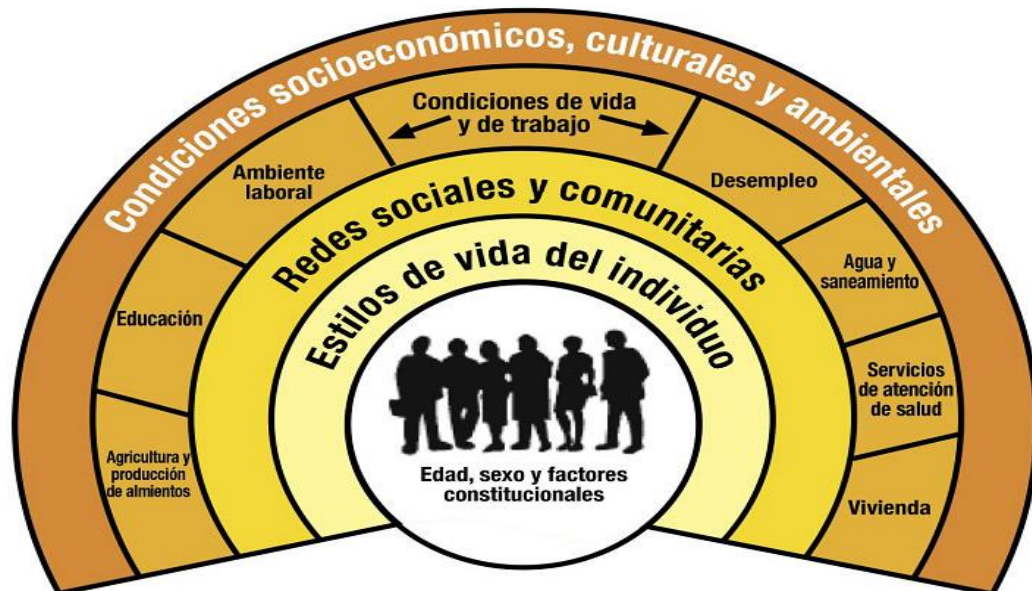 Condiciones socioeconómicos, culturales y ambientales
Condiciones de vida
y de trabajo
Ambiente
laboral
Desempleo
Educación
Agua y
saneamiento
Agricultura y
producción
de almientos
Servicios
de atención
de salud
Vivienda
Redes sociales y comunitarias
Estilos de vida del individuo
Edad, sexo y factores
constitucionales